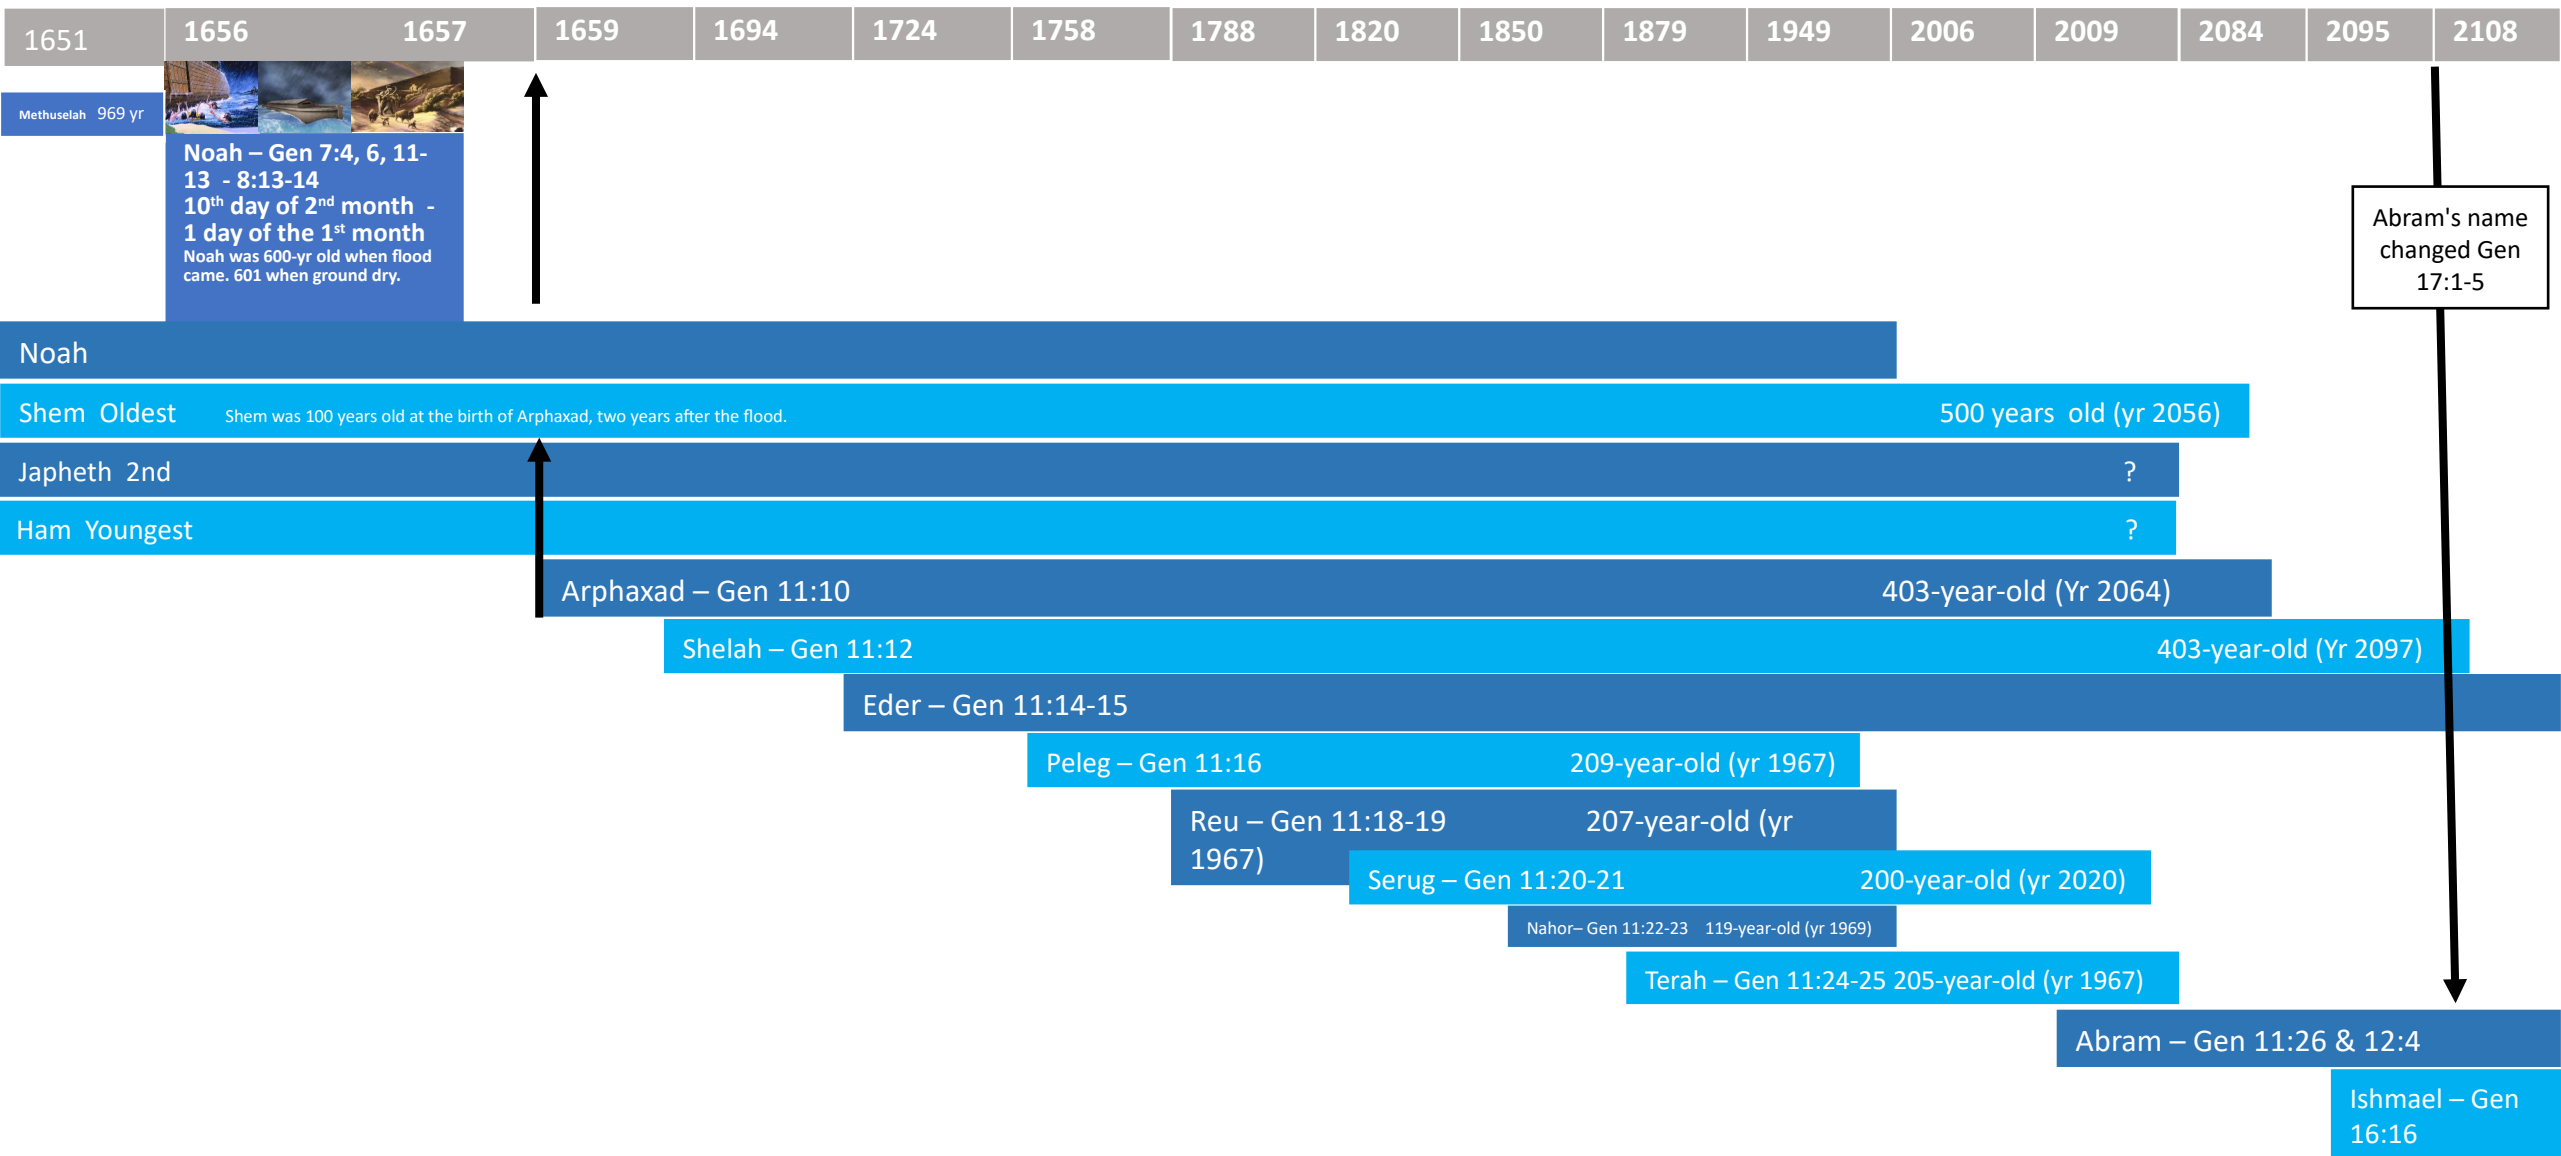 1651 1656 1657 1659 1694 1724 1758 1788 1820 1850 1879 1949 2006 2009 2084 2095 2108
Methuselah 969 yr
Noah – Gen 7:4, 6, 11-
13 - 8:13-14
10th day of 2nd month -
1 day of the 1st month
Noah was 600-yr old when flood
came. 601 when ground dry.
Abram's name
changed Gen
17:1-5
Noah
Shem Oldest Shem was 100 years old at the birth of Arphaxad, two years after the flood. 500 years old (yr 2056)
Japheth 2nd ?
Ham Youngest ?
Arphaxad – Gen 11:10 403-year-old (Yr 2064)
Shelah – Gen 11:12 403-year-old (Yr 2097)
Eder – Gen 11:14-15
Peleg – Gen 11:16 209-year-old (yr 1967)
Reu – Gen 11:18-19 207-year-old (yr
1967)
Serug – Gen 11:20-21 200-year-old (yr 2020)
Nahor– Gen 11:22-23 119-year-old (yr 1969)
Terah – Gen 11:24-25 205-year-old (yr 1967)
Abram – Gen 11:26 & 12:4
Ishmael – Gen
16:16